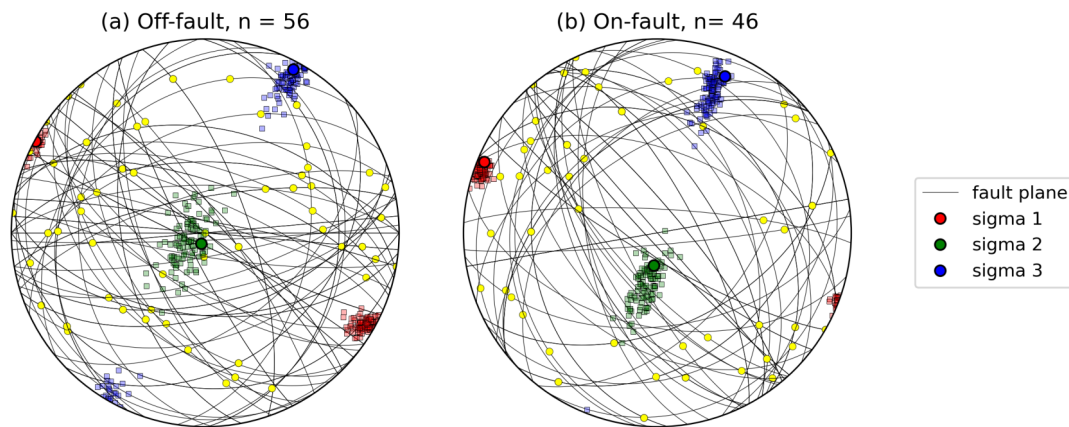 (a) Off-fault, n = 56
(b) On-fault, n= 46
fault plane
sigma 1
sigma 2
sigma 3